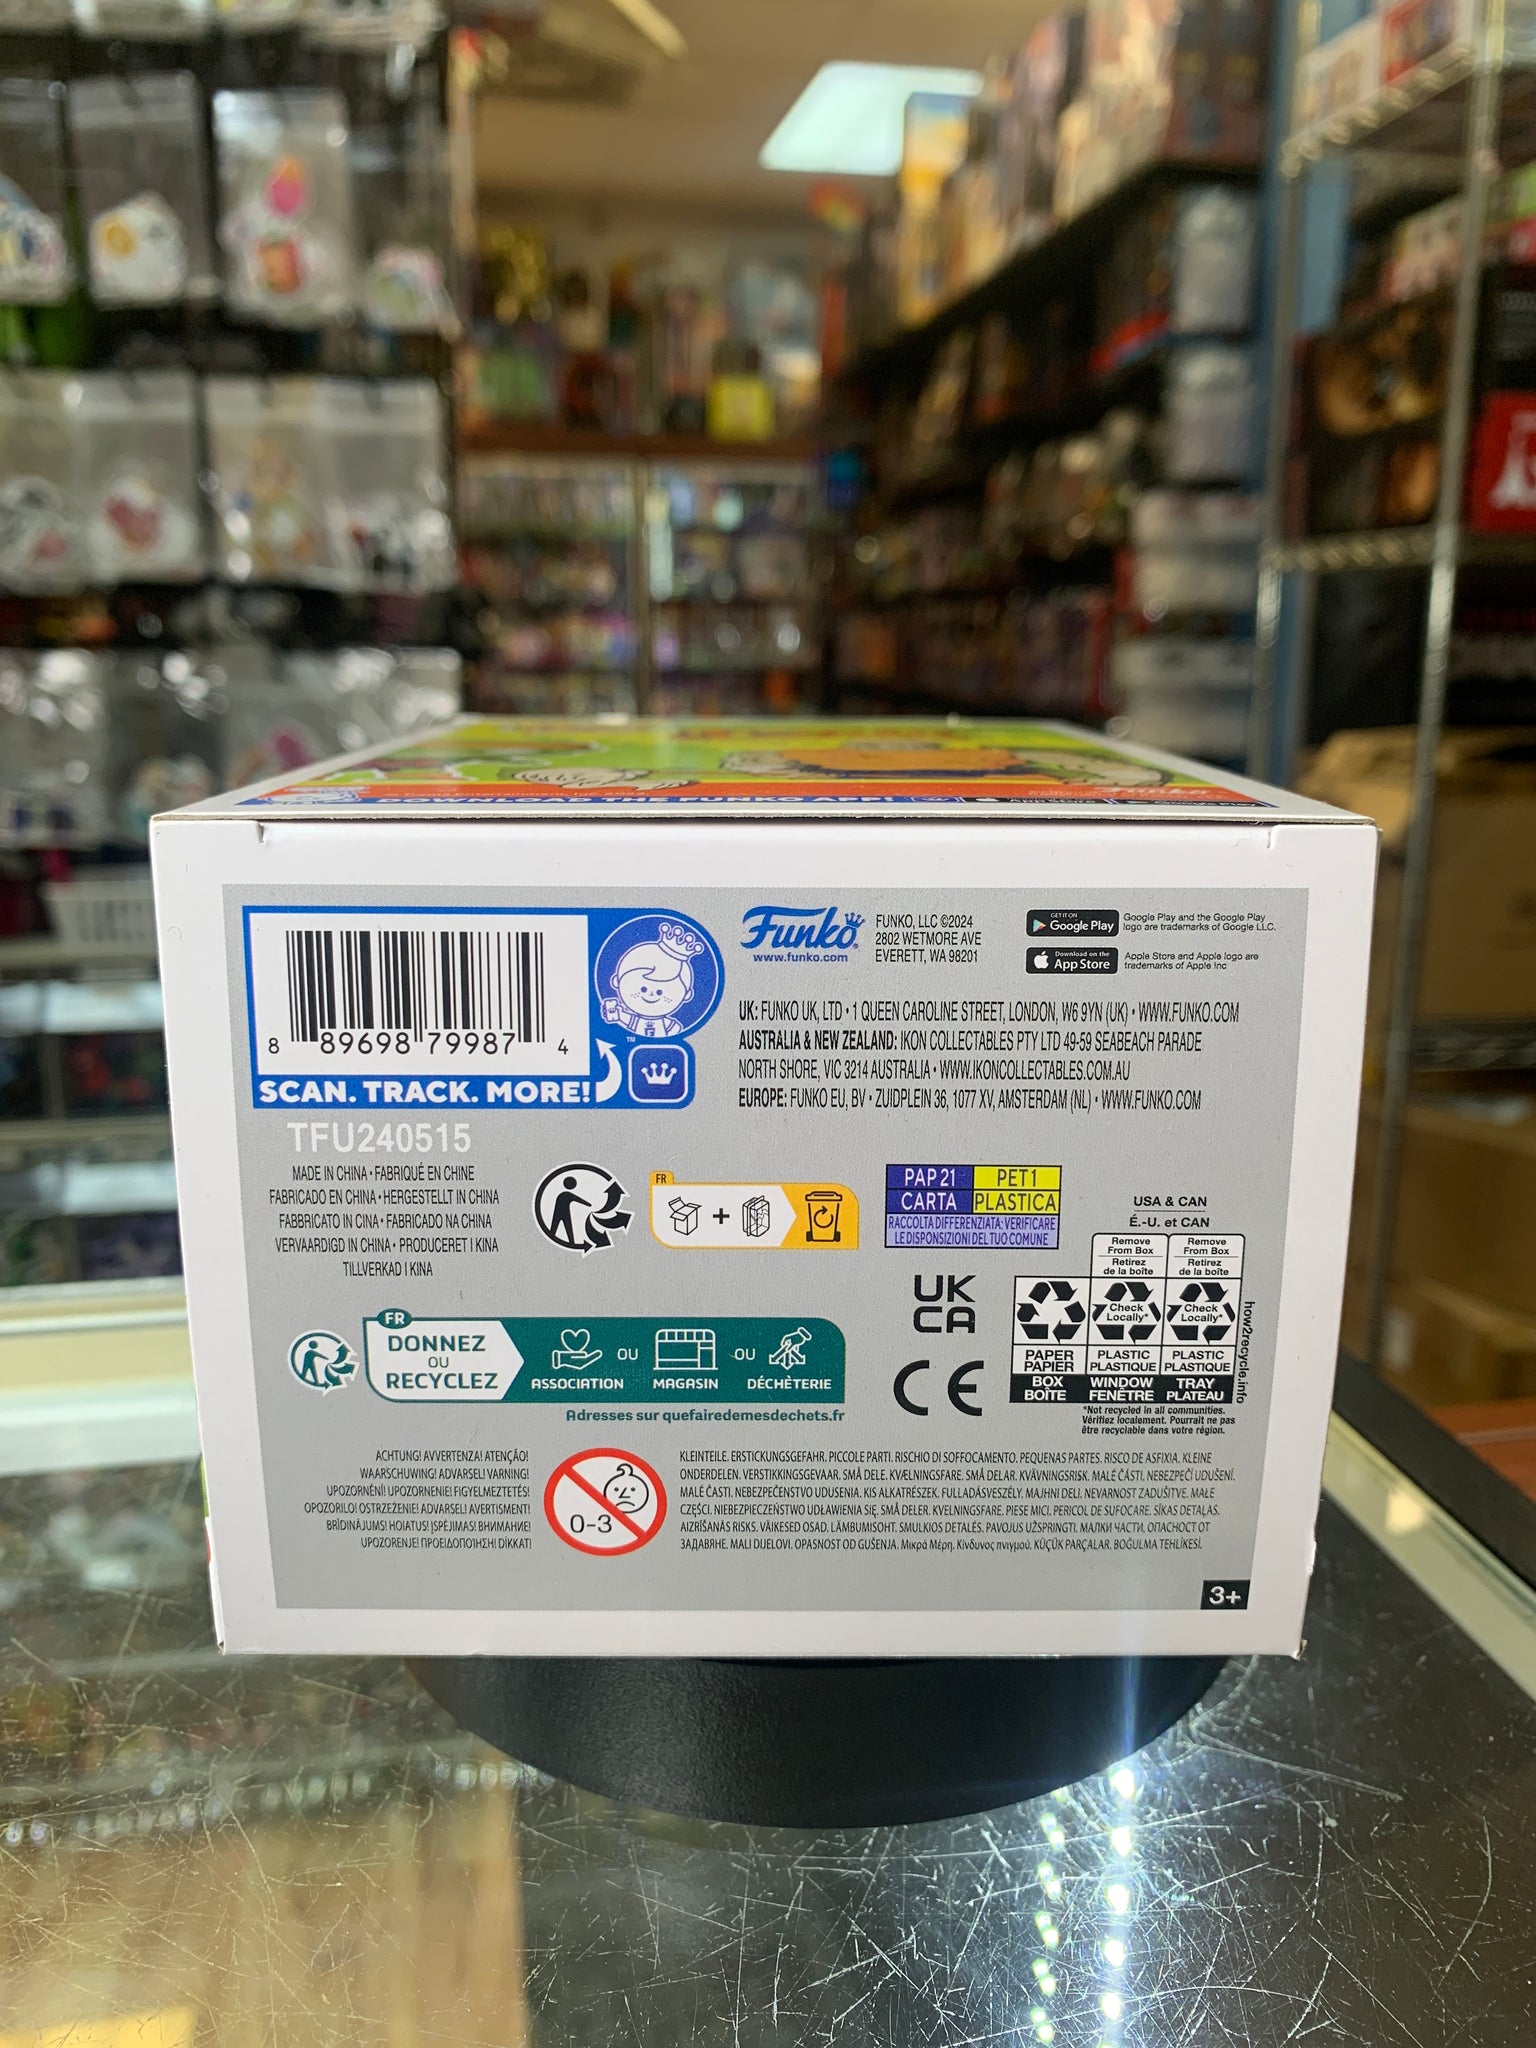 DOWNLOAD THE FUNKO APP!
8 89698 79987 4
SCAN. TRACK. MORE!
TM
TFU240515
MADE IN CHINA • FABRIQUÉ EN CHINE
FABRICADO EN CHINA • HERGESTELLT IN CHINA
FABBRICATO IN CINA • FABRICADO NA CHINA
VERVAARDIGD IN CHINA • PRODUCERET I KINA
TILLVERKAD I KINA
Funko
www.funko.com
FUNKO, LLC ©2024
2802 WETMORE AVE
EVERETT, WA 98201
GET IT ON
Google Play
Google Play and the Google Play
logo are trademarks of Google LLC.
Download on the
App Store
Apple Store and Apple logo are
trademarks of Apple Inc
UK: FUNKO UK, LTD • 1 QUEEN CAROLINE STREET, LONDON, W6 9YN (UK) • WWW.FUNKO.COM
AUSTRALIA & NEW ZEALAND: IKON COLLECTABLES PTY LTD 49-59 SEABEACH PARADE
NORTH SHORE, VIC 3214 AUSTRALIA • WWW.IKONCOLLECTABLES.COM.AU
EUROPE: FUNKO EU, BV • ZUIDPLEIN 36, 1077 XV, AMSTERDAM (NL) • WWW.FUNKO.COM
FR
+
PAP 21 PET 1
CARTA PLASTICA
RACCOLTA DIFFERENZIATA: VERIFICARE
LE DISPOSIZIONI DEL TUO COMUNE
UK
CA
CE
USA & CAN
É.-U. et CAN
Remove
From Box
Retirez
de la boîte
Remove
From Box
Retirez
de la boîte
Check
Locally*
Check
Locally*
PAPER
PAPIER
BOX
BOÎTE
PLASTIC
PLASTIQUE
WINDOW
FENÊTRE
PLASTIC
PLASTIQUE
TRAY
PLATEAU
how2recycle.info
*Not recycled in all communities.
Vérifiez localement. Pourrait ne pas
être recyclable dans votre région.
FR
DONNEZ
OU
RECYCLEZ
ASSOCIATION
OU
MAGASIN
OU
DÉCHÈTERIE
Adresses sur quefairedemesdechets.fr
ACHTUNG! AVVERTENZA! ATENÇÃO!
WAARSCHUWING! ADVARSEL! VARNING!
UPOZORNĚNÍ! UPOZORNENIE! FIGYELMEZTETÉS!
OPOZORILO! OSTRZEŻENIE! ADVARSEL! AVERTISMENT!
BRĪDINĀJUMS! HOIATUS! ĮSPĖJIMAS! ВНИМАНИЕ!
UPOZORENJE! ΠΡΟΕΙΔΟΠΟΙΗΣΗ! DİKKAT!
0-3
KLEINTEILE. ERSTICKUNGSGEFAHR. PICCOLE PARTI. RISCHIO DI SOFFOCAMENTO. PEQUENAS PARTES. RISCO DE ASFIXIA. KLEINE
ONDERDELEN. VERSTIKKINGSGEVAAR. SMÅ DELE. KVÆLNINGSFARE. SMÅ DELAR. KVÄVNINGSRISK. MALÉ ČÁSTI. NEBEZPEČÍ UDUŠENÍ.
MALÉ ČASTI. NEBEZPEČENSTVO UDUSENIA. KIS ALKATRÉSZEK. FULLADÁSVESZÉLY. MAJHNI DELI. NEVARNOST ZADUŠITVE. MAŁE
CZĘŚCI. NIEBEZPIECZEŃSTWO UDŁAWIENIA SIĘ. SMÅ DELER. KVELNINGSFARE. PIESE MICI. PERICOL DE SUFOCARE. SĪKAS DETAĻAS.
AIZRĪŠANĀS RISKS. VÄIKESED OSAD. LÄMBUMISOHT. SMULKIOS DETALĖS. PAVOJUS UŽSPRINGTI. МАЛКИ ЧАСТИ. ОПАСНОСТ ОТ
ЗАДАВЯНЕ. MALI DIJELOVI. OPASNOST OD GUŠENJA. Μικρά Μέρη. Κίνδυνος πνιγμού. KÜÇÜK PARÇALAR. BOĞULMA TEHLİKESİ.
3+